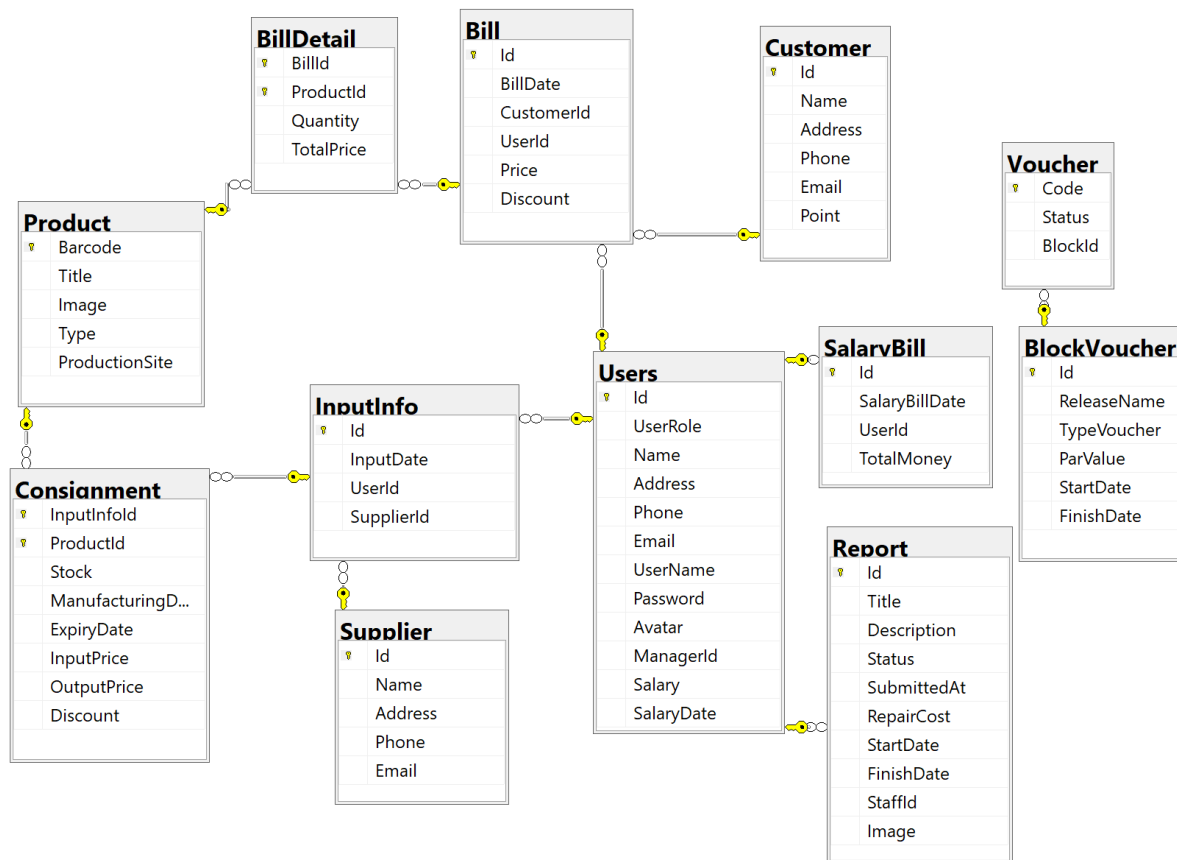 BillDetail
BillId
ProductId
Quantity
TotalPrice
Bill
Id
BillDate
CustomerId
UserId
Price
Discount
Customer
Id
Name
Address
Phone
Email
Point
Voucher
Code
Status
BlockId
Product
Barcode
Title
Image
Type
ProductionSite
SalaryBill
Id
SalaryBillDate
UserId
TotalMoney
BlockVoucher
Id
ReleaseName
TypeVoucher
ParValue
StartDate
FinishDate
Users
Id
UserRole
Name
Address
Phone
Email
UserName
Password
Avatar
ManagerId
Salary
SalaryDate
InputInfo
Id
InputDate
UserId
SupplierId
Consignment
InputInfoId
ProductId
Stock
ManufacturingD...
ExpiryDate
InputPrice
OutputPrice
Discount
Supplier
Id
Name
Address
Phone
Email
Report
Id
Title
Description
Status
SubmittedAt
RepairCost
StartDate
FinishDate
StaffId
Image